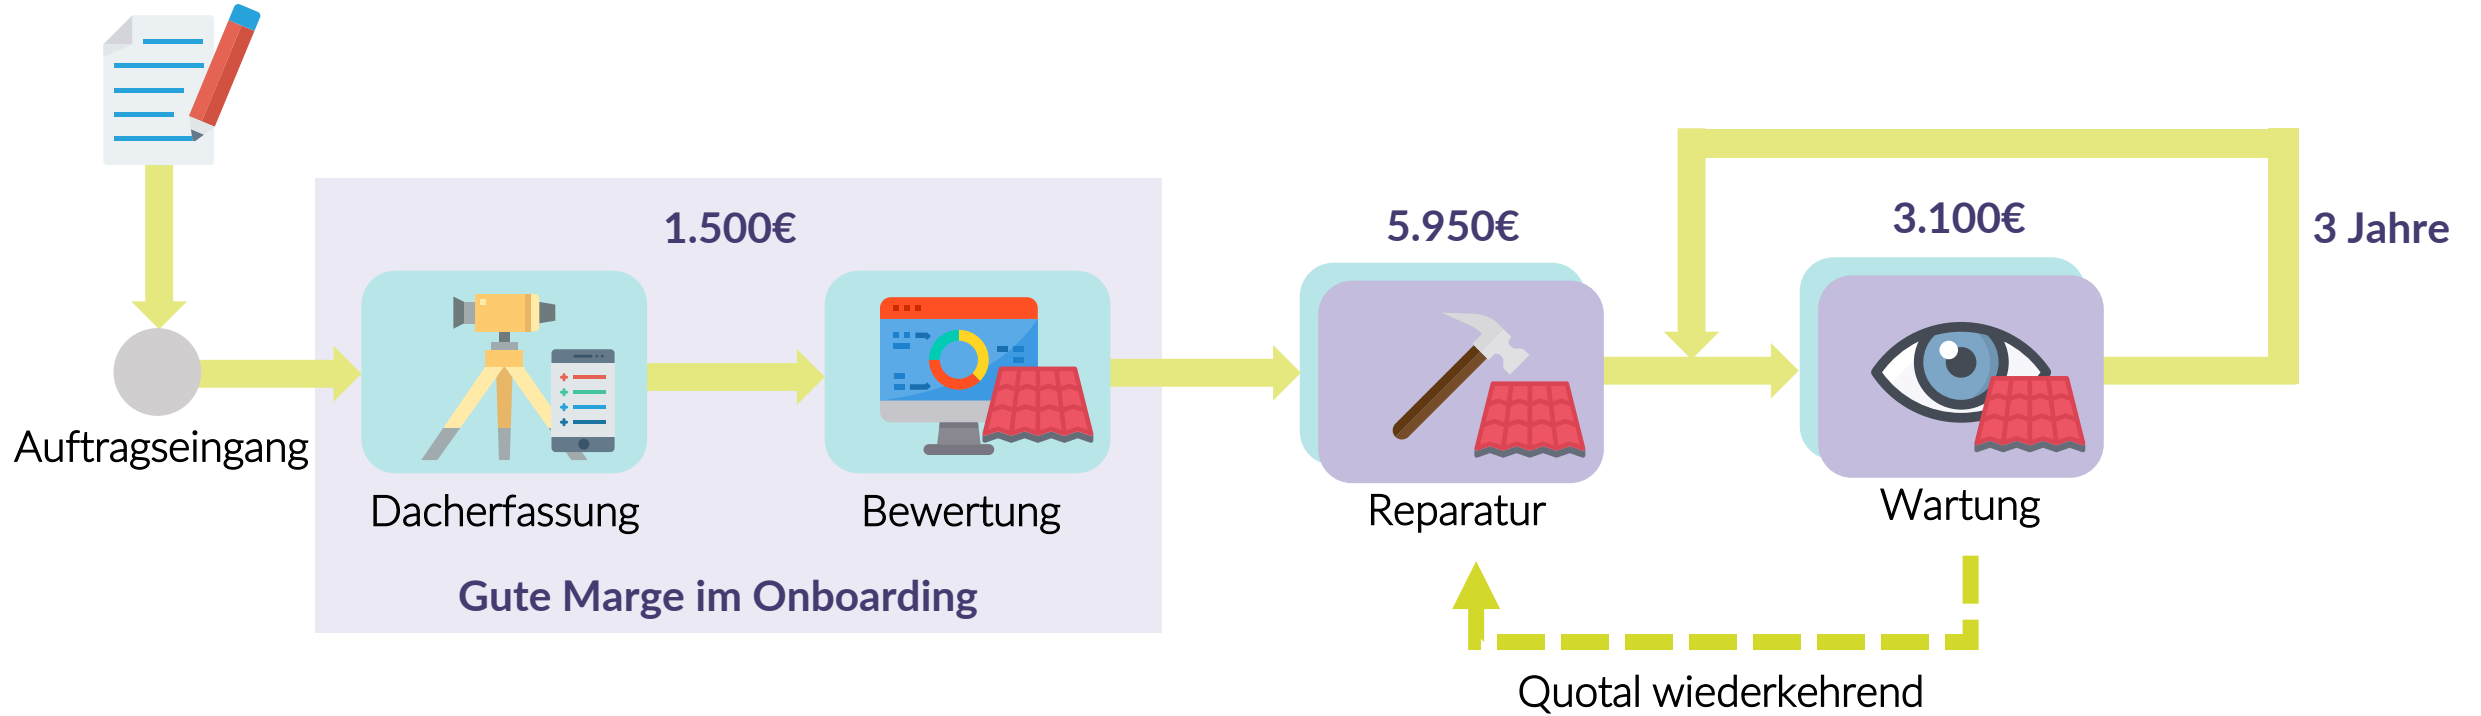 1.500€
5.950€
3.100€
3 Jahre
Auftragseingang
Dacherfassung
Bewertung
Reparatur
Wartung
Gute Marge im Onboarding
Quotal wiederkehrend